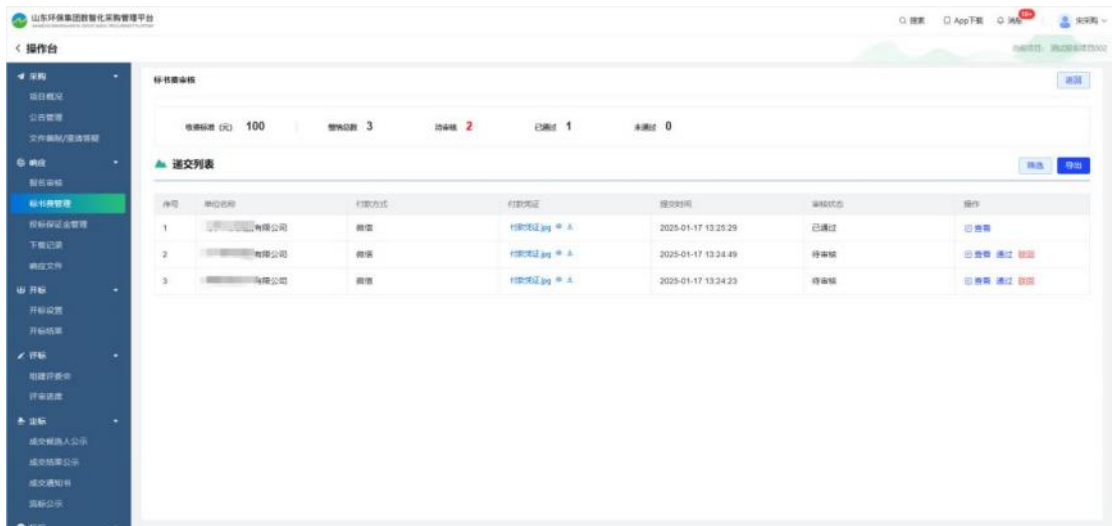 山东环保集团数智化采购管理平台
搜索 App下载 消息 99+ 宋采购
操作台
采购
项目概况
公告管理
文件编制/澄清答疑
响应
报名审核
标书费管理
投标保证金管理
下载记录
响应文件
开标
开标设置
开标结果
评标
组建评委会
评审进度
定标
成交候选人公示
成交结果公示
成交通知书
流标公示
标书费审核 返回
收费标准（元） 100 缴纳总数 3 待审核 2 已通过 1 未通过 0
递交列表 筛选 导出
序号 单位名称 付款方式 付款凭证 提交时间 审核状态 操作
1 有限公司 微信 付款凭证.jpg 2025-01-17 13:25:29 已通过 查看
2 有限公司 微信 付款凭证.jpg 2025-01-17 13:24:49 待审核 查看 通过 驳回
3 有限公司 微信 付款凭证.jpg 2025-01-17 13:24:23 待审核 查看 通过 驳回